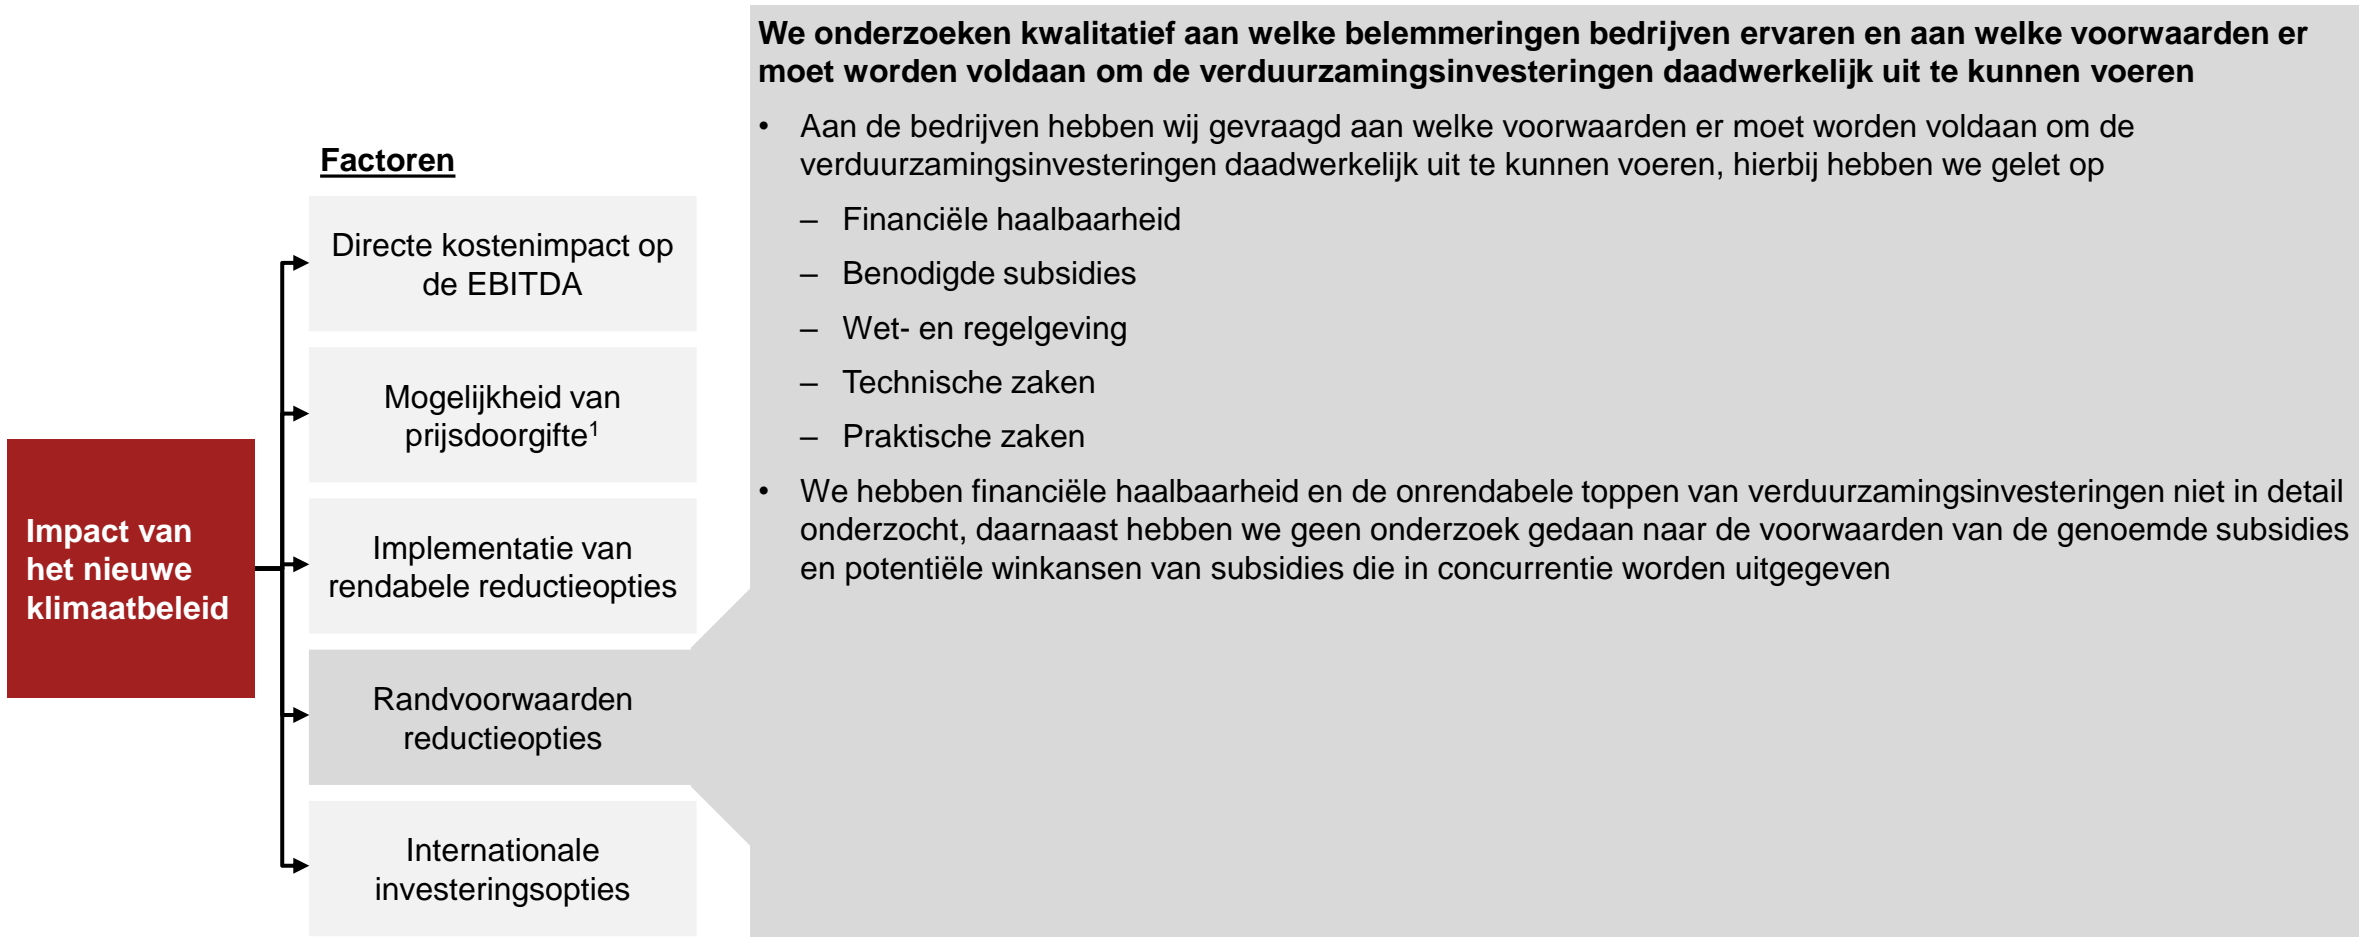 Impact van
het nieuwe
klimaatbeleid
Factoren
Directe kostenimpact op
de EBITDA
Mogelijkheid van
prijsdoorgifte¹
Implementatie van
rendabele reductieopties
Randvoorwaarden
reductieopties
Internationale
investeringsopties
We onderzoeken kwalitatief aan welke belemmeringen bedrijven ervaren en aan welke voorwaarden er
moet worden voldaan om de verduurzamingsinvesteringen daadwerkelijk uit te kunnen voeren
• Aan de bedrijven hebben wij gevraagd aan welke voorwaarden er moet worden voldaan om de
verduurzamingsinvesteringen daadwerkelijk uit te kunnen voeren, hierbij hebben we gelet op
– Financiële haalbaarheid
– Benodigde subsidies
– Wet- en regelgeving
– Technische zaken
– Praktische zaken
• We hebben financiële haalbaarheid en de onrendabele toppen van verduurzamingsinvesteringen niet in detail
onderzocht, daarnaast hebben we geen onderzoek gedaan naar de voorwaarden van de genoemde subsidies
en potentiële winkansen van subsidies die in concurrentie worden uitgegeven